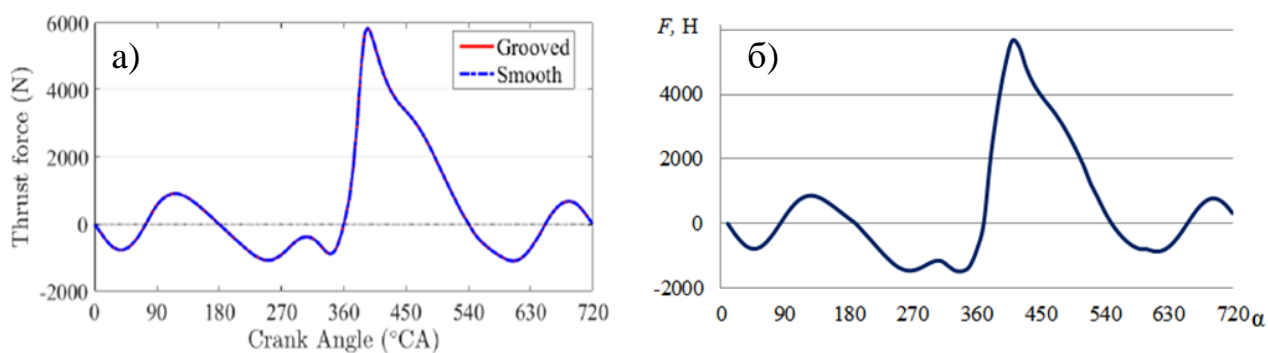 а)
Thrust force (N)
6000
4000
2000
0
-2000
Grooved
Smooth
0 90 180 270 360 450 540 630 720
Crank Angle (°CA)
б)
F, Н
4000
2000
0
-2000
0 90 180 270 360 450 540 630 720 α